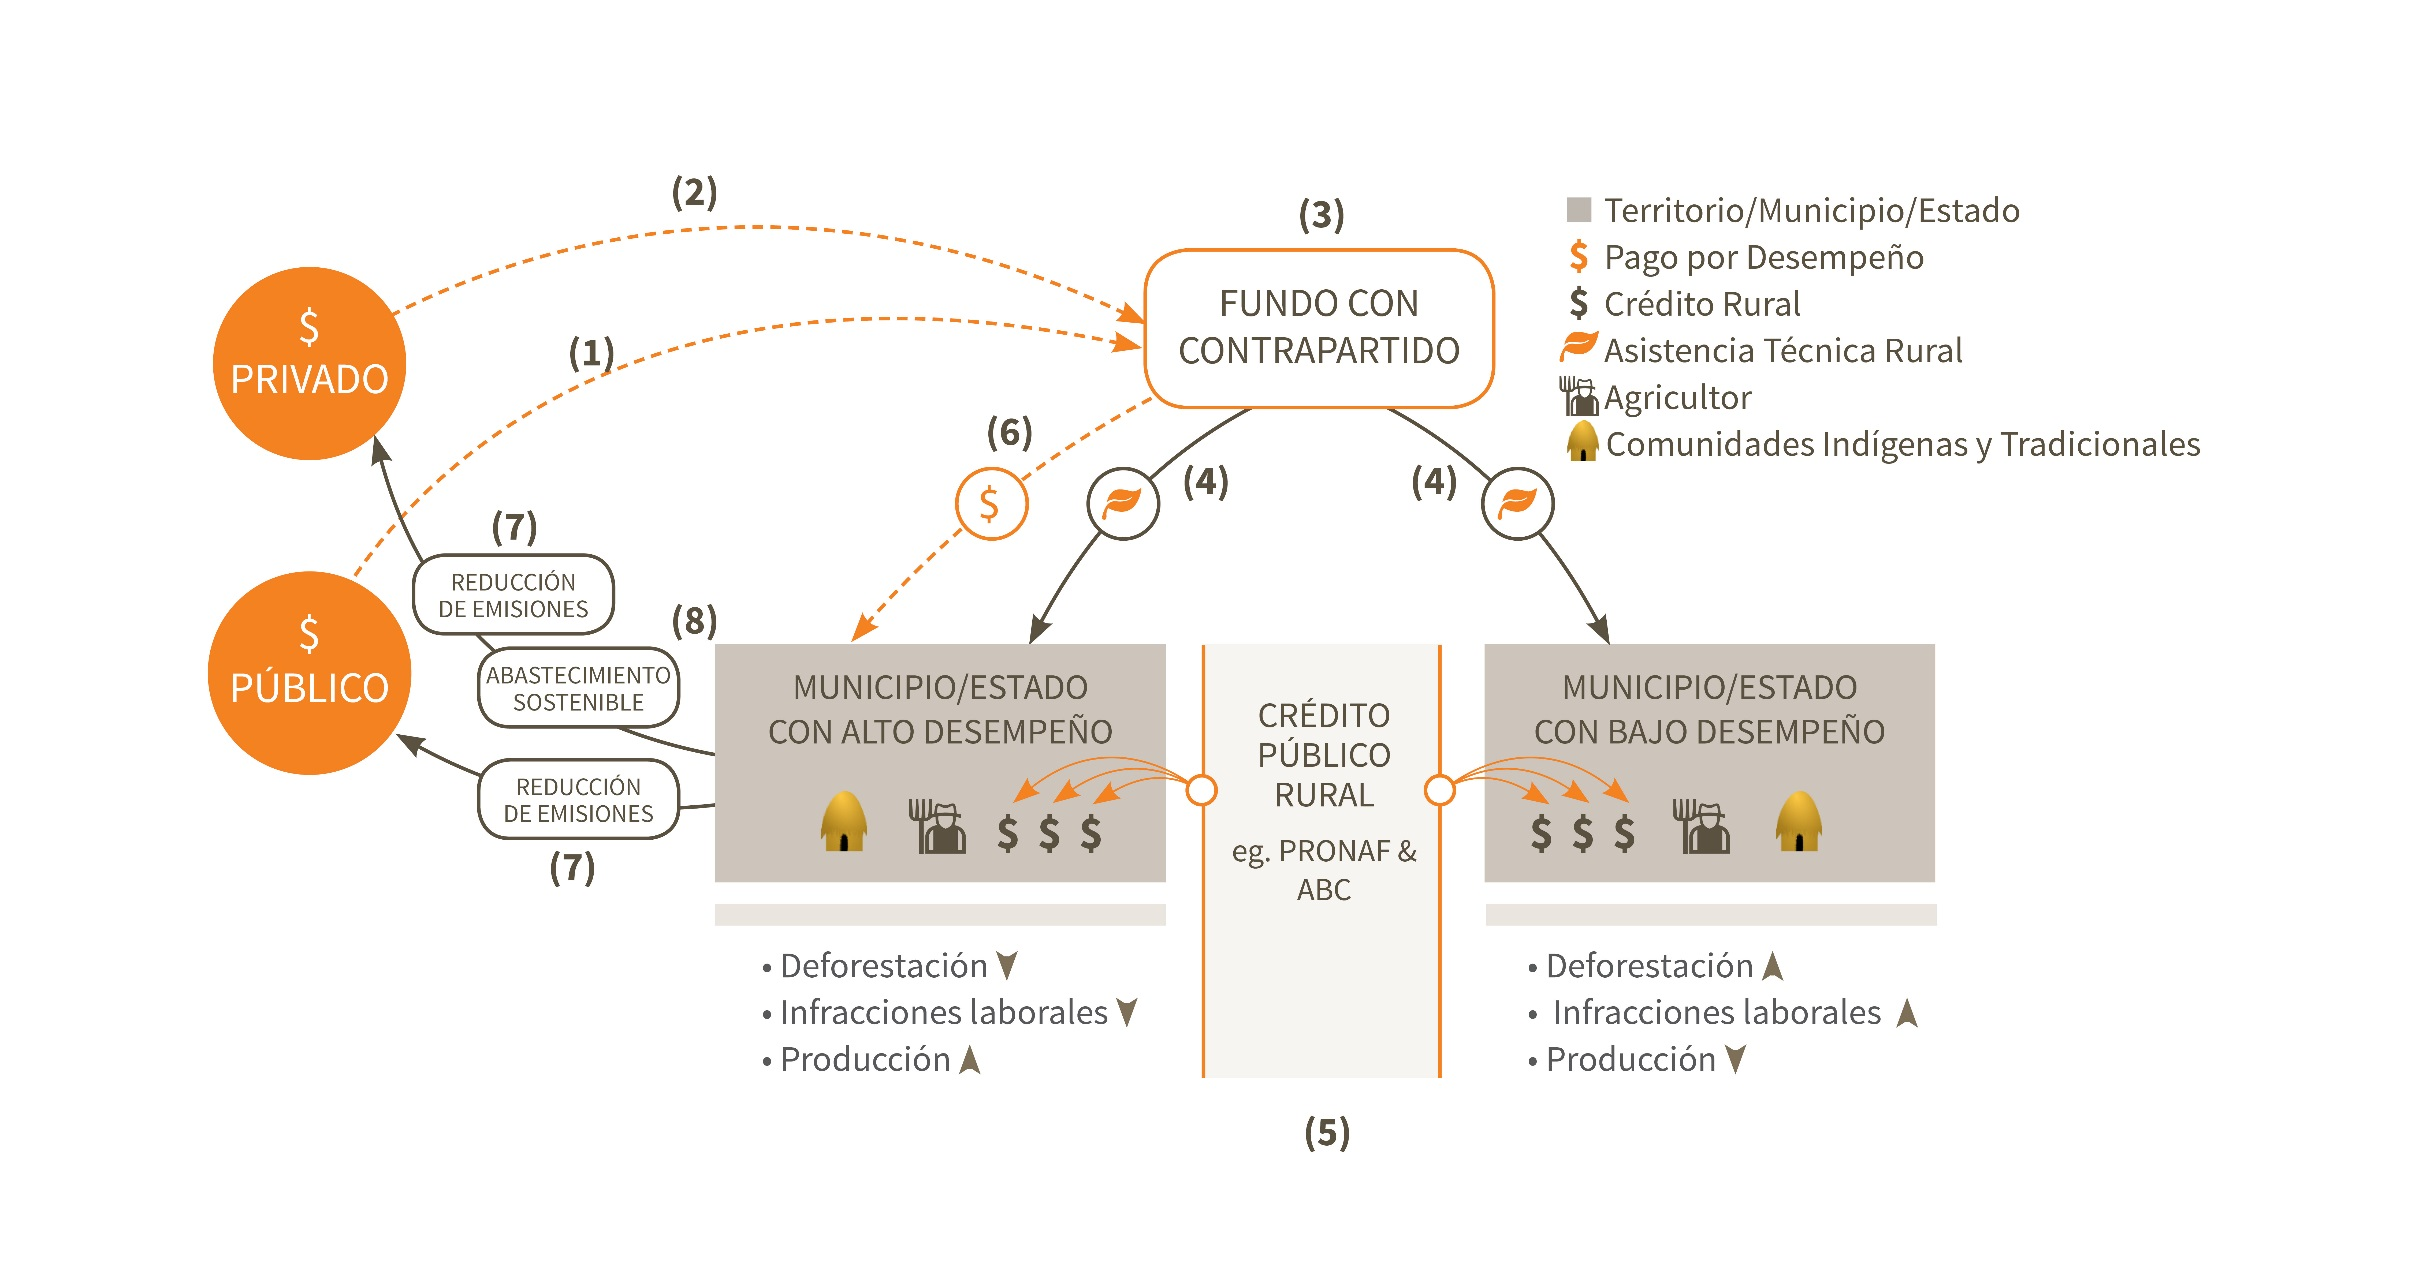 (2)
(3)
Territorio/Municipio/Estado
$ Pago por Desempeño
$ Crédito Rural
Asistencia Técnica Rural
Agricultor
Comunidades Indígenas y Tradicionales
$
PRIVADO
(1)
FUNDO CON
CONTRAPARTIDO
(6)
$
(4)
(4)
(7)
REDUCCIÓN
DE EMISIONES
$
PÚBLICO
(8)
ABASTECIMIENTO
SOSTENIBLE
REDUCCIÓN
DE EMISIONES
(7)
MUNICIPIO/ESTADO
CON ALTO DESEMPEÑO
$ $ $
CRÉDITO
PÚBLICO
RURAL
eg. PRONAF &
ABC
MUNICIPIO/ESTADO
CON BAJO DESEMPEÑO
$ $ $
• Deforestación
• Infracciones laborales
• Producción
• Deforestación
• Infracciones laborales
• Producción
(5)